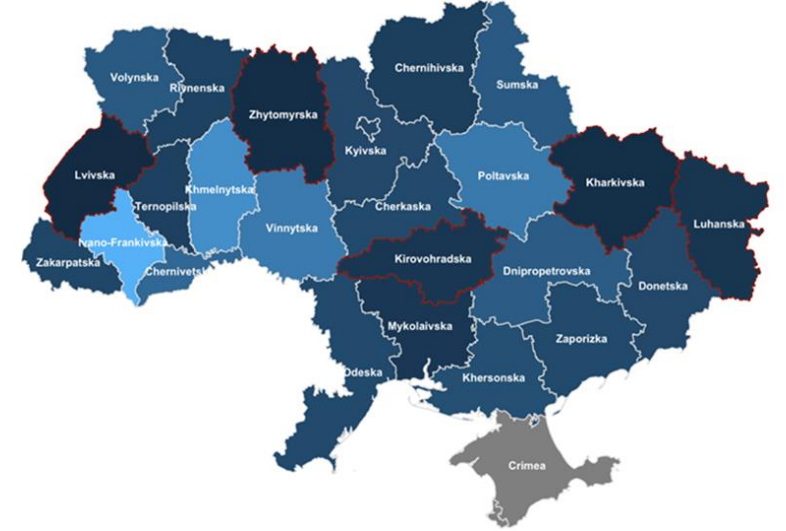 Chernihivska
Volynska
Rivnenska
Sumska
Zhytomyrska
Kyivska
Lvivska
Poltavska
Kharkivska
Khmelnytska
Ternopilska
Cherkaska
Luhanska
Vinnytska
Ivano-Frankivska
Zakarpatska
Kirovohradska
Chernivets
Dnipropetrovska
Donetska
Mykolaivska
Zaporizka
Odeska
Khersonska
Crimea